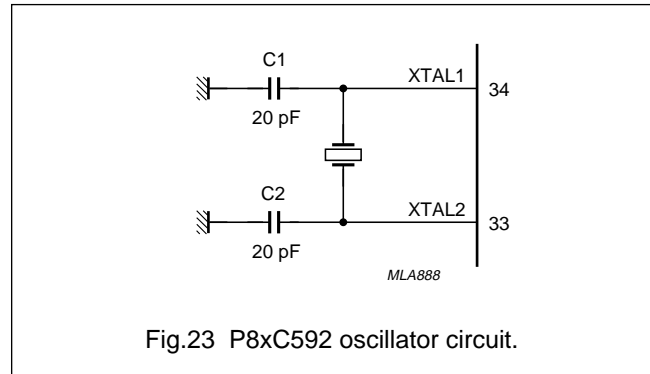 C1
XTAL1
34
20 pF
C2
XTAL2
33
20 pF
MLA888
Fig.23 P8xC592 oscillator circuit.